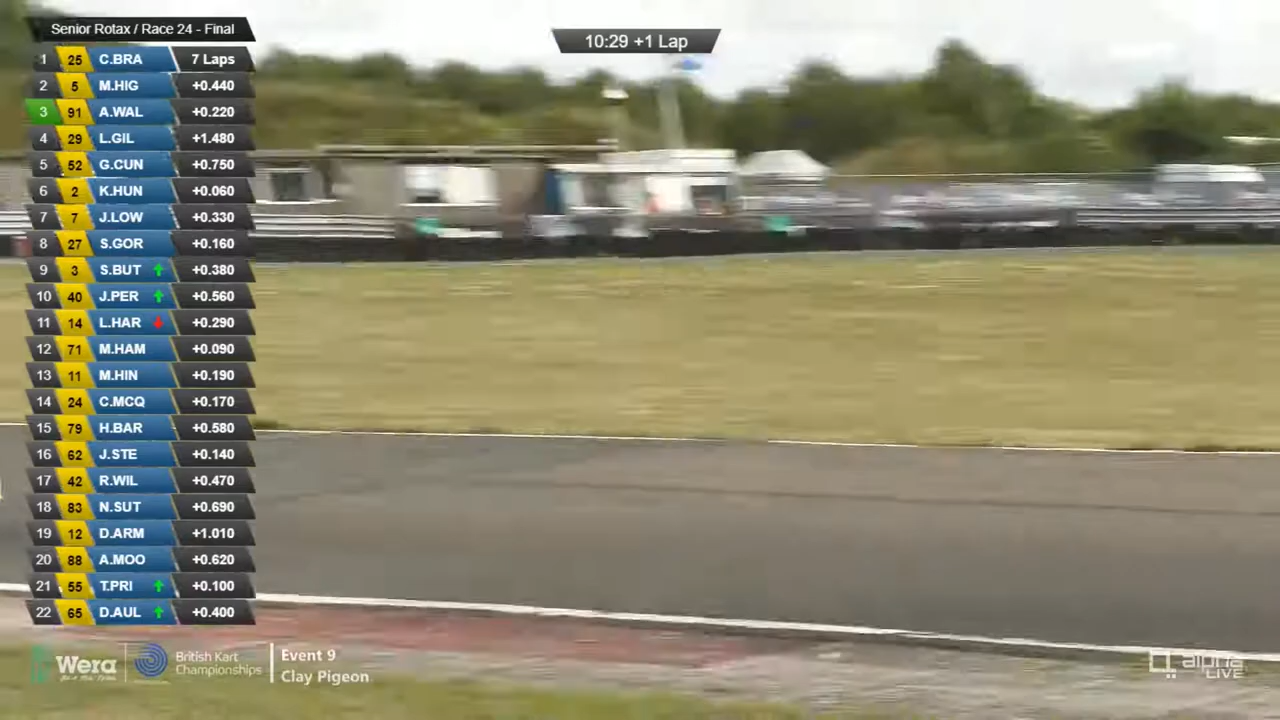 Senior Rotax / Race 24 - Final
10:29 +1 Lap
1 25 C.BRA 7 Laps
2 5 M.HIG +0.440
3 91 A.WAL +0.220
4 29 L.GIL +1.480
5 52 G.CUN +0.750
6 2 K.HUN +0.060
7 7 J.LOW +0.330
8 27 S.GOR +0.160
9 3 S.BUT +0.380
10 40 J.PER +0.560
11 14 L.HAR +0.290
12 71 M.HAM +0.090
13 11 M.HIN +0.190
14 24 C.MCQ +0.170
15 79 H.BAR +0.580
16 62 J.STE +0.140
17 42 R.WIL +0.470
18 83 N.SUT +0.690
19 12 D.ARM +1.010
20 88 A.MOO +0.620
21 55 T.PRI +0.100
22 65 D.AUL +0.400
Wera
British Kart
Championships
Event 9
Clay Pigeon
alpha
LIVE